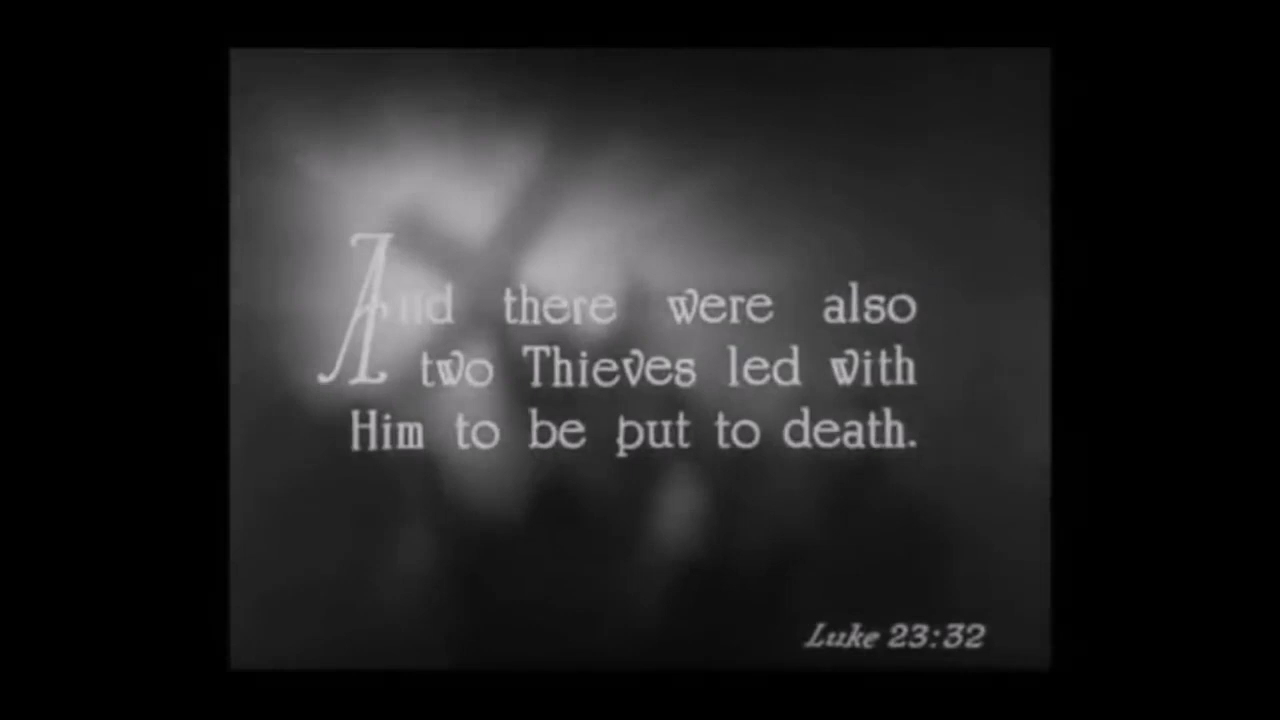 And there were also
two Thieves led with
Him to be put to death.
Luke 23:32